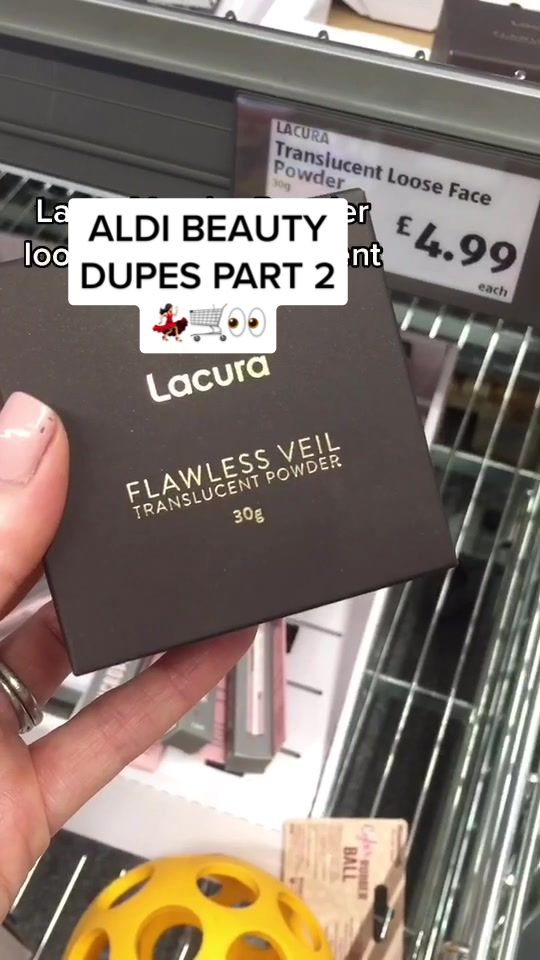 LACURA
Translucent Loose Face
Powder
30g
£4.99
each
ALDI BEAUTY
DUPES PART 2
💃🛒👀
Lacura
FLAWLESS VEIL
TRANSLUCENT POWDER
30g
RUBBER
BALL